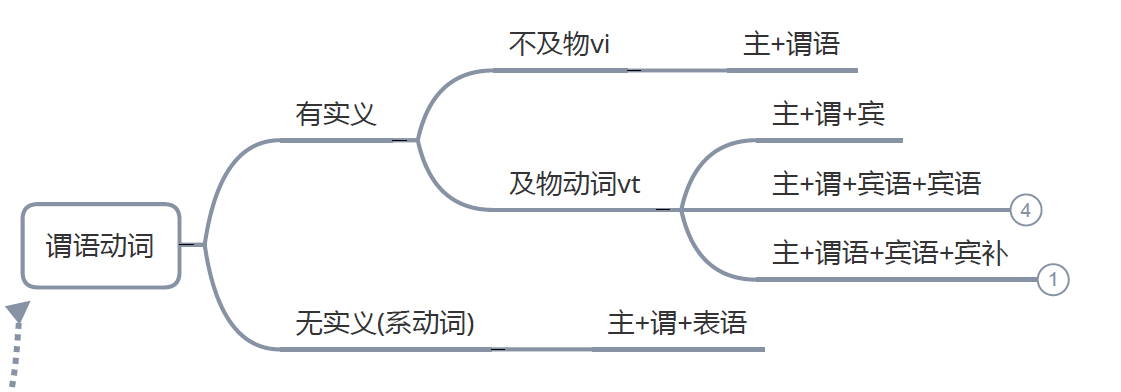 不及物vi
主+谓语
有实义
主+谓+宾
及物动词vt
主+谓+宾语+宾语
4
谓语动词
主+谓语+宾语+宾补
1
无实义(系动词)
主+谓+表语